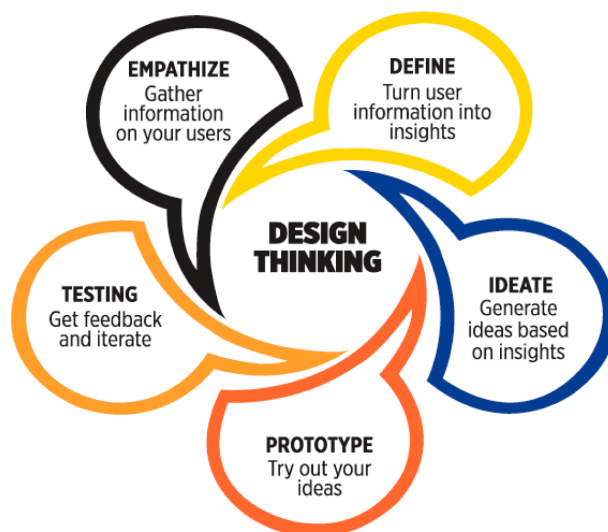 EMPATHIZE
Gather
information
on your users
DEFINE
Turn user
information into
insights
DESIGN
THINKING
IDEATE
Generate
ideas based
on insights
TESTING
Get feedback
and iterate
PROTOTYPE
Try out your
ideas